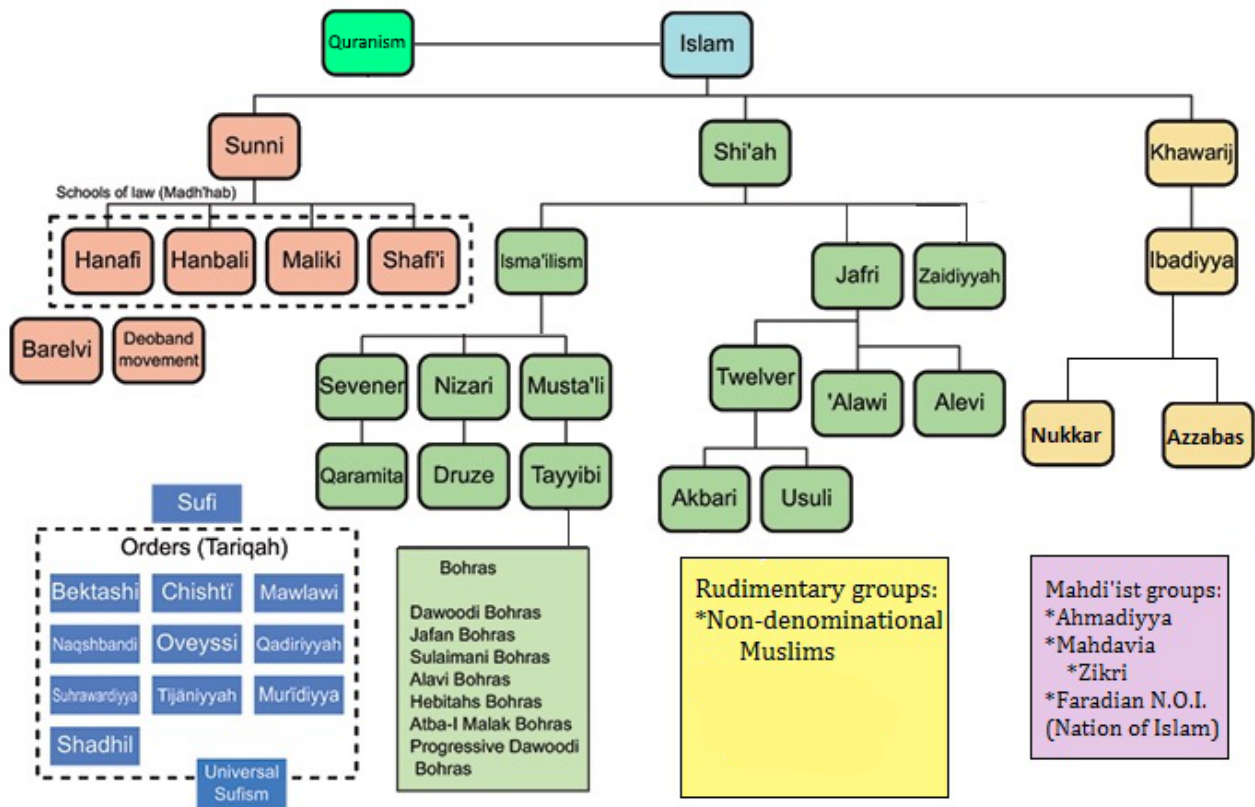 Quranism
Islam
Sunni
Shi'ah
Khawarij
Schools of law (Madh'hab)
Hanafi
Hanbali
Maliki
Shafi'i
Isma'ilism
Jafri
Zaidiyyah
Ibadiyya
Barelvi
Deoband
movement
Sevener
Nizari
Musta'li
Twelver
'Alawi
Alevi
Nukkar
Azzabas
Qaramita
Druze
Tayyibi
Akbari
Usuli
Sufi
Orders (Tariqah)
Bektashi
Chishtï
Mawlawi
Naqshbandi
Oveyssi
Qadiriyyah
Suhrawardiyya
Tijāniyyah
Murīdiyya
Shadhil
Universal
Sufism
Bohras
Dawoodi Bohras
Jafan Bohras
Sulaimani Bohras
Alavi Bohras
Hebitahs Bohras
Atba-I Malak Bohras
Progressive Dawoodi
Bohras
Rudimentary groups:
*Non-denominational
Muslims
Mahdi'ist groups:
*Ahmadiyya
*Mahdavia
*Zikri
*Faradian N.O.I.
(Nation of Islam)